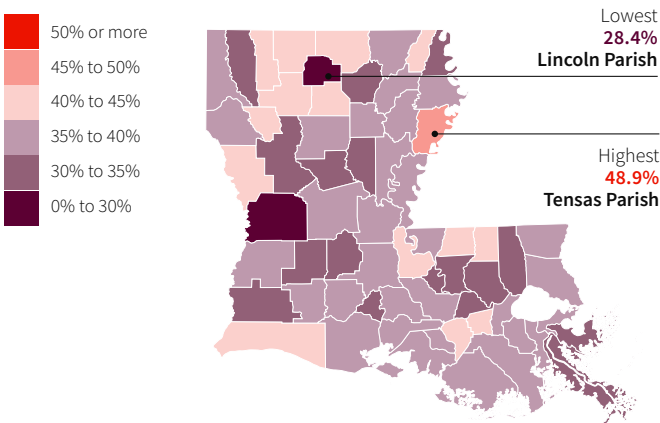 50% or more
45% to 50%
40% to 45%
35% to 40%
30% to 35%
0% to 30%
Lowest
28.4%
Lincoln Parish
Highest
48.9%
Tensas Parish